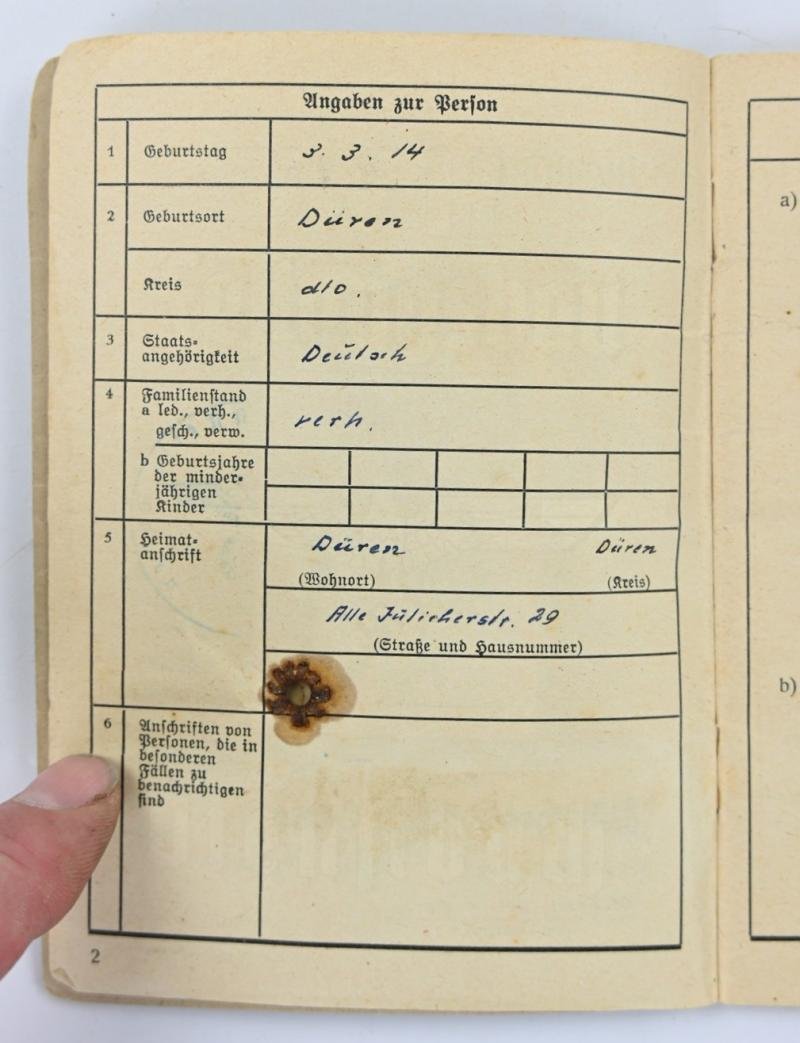 Angaben zur Person
1 Geburtstag 3. 3. 14
2 Geburtsort Düren
Kreis dto.
3 Staats=
angehörigkeit Deutsch
4 Familienstand
a led., verh.,
gesch., verw. verh.
b Geburtsjahre
der minder=
jährigen
Kinder
5 Heimat=
anschrift Düren Düren
(Wohnort) (Kreis)
Alle Jülicherstr. 29
(Straße und Hausnummer)
6 Anschriften von
Personen, die in
besonderen
Fällen zu
benachrichtigen
sind
2
a)
b)